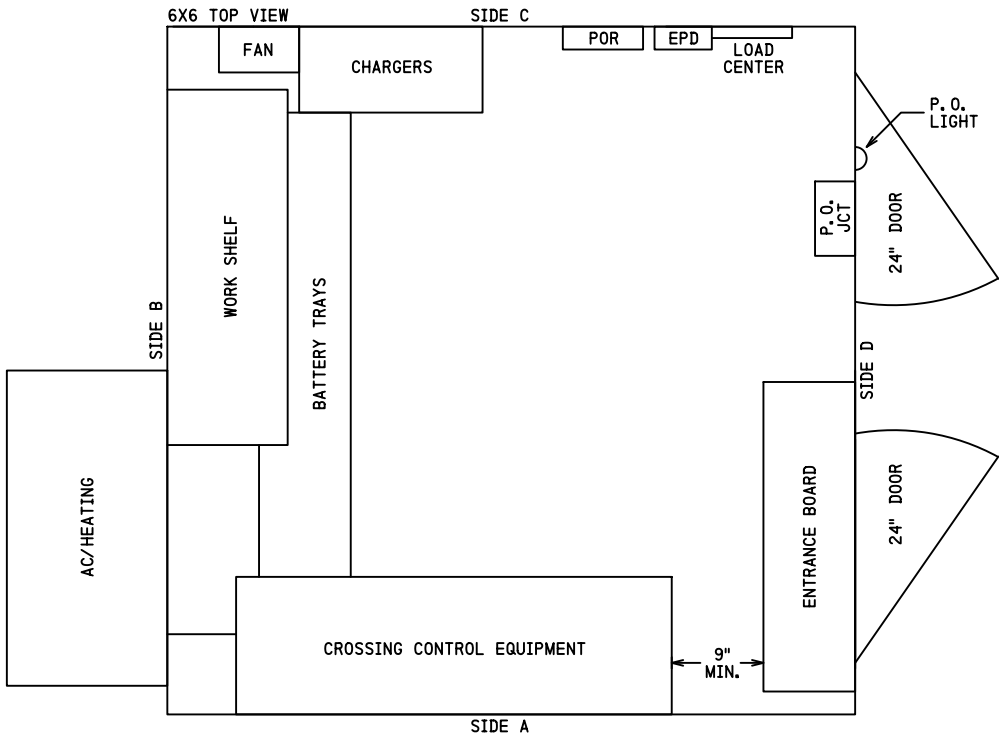 6X6 TOP VIEW
SIDE C
FAN
CHARGERS
POR
EPD
LOAD
CENTER
P.O.
LIGHT
P.O.
JCT
24" DOOR
WORK SHELF
BATTERY TRAYS
SIDE B
SIDE D
AC/HEATING
ENTRANCE BOARD
24" DOOR
CROSSING CONTROL EQUIPMENT
9"
MIN.
SIDE A